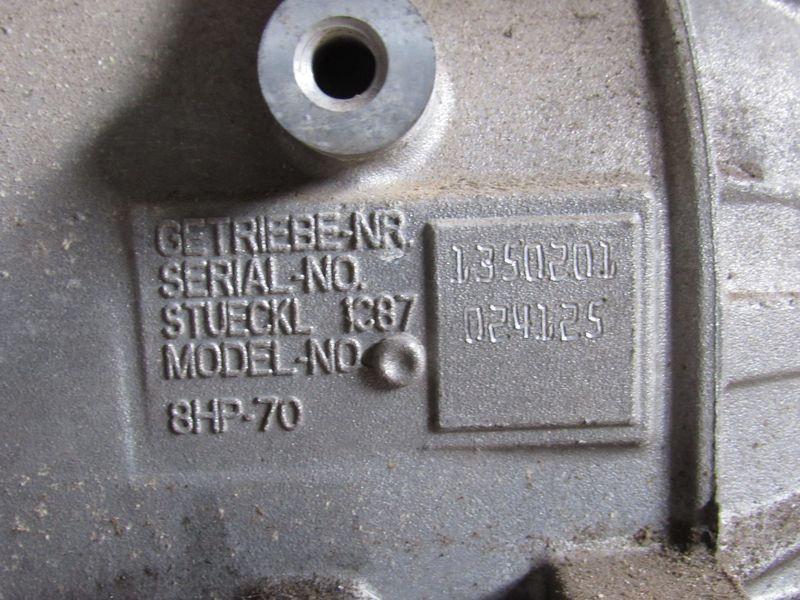 GETRIEBE-NR.
SERIAL-NO.
STUECKL 1387
MODEL-NO.
8HP-70
1350201
024125